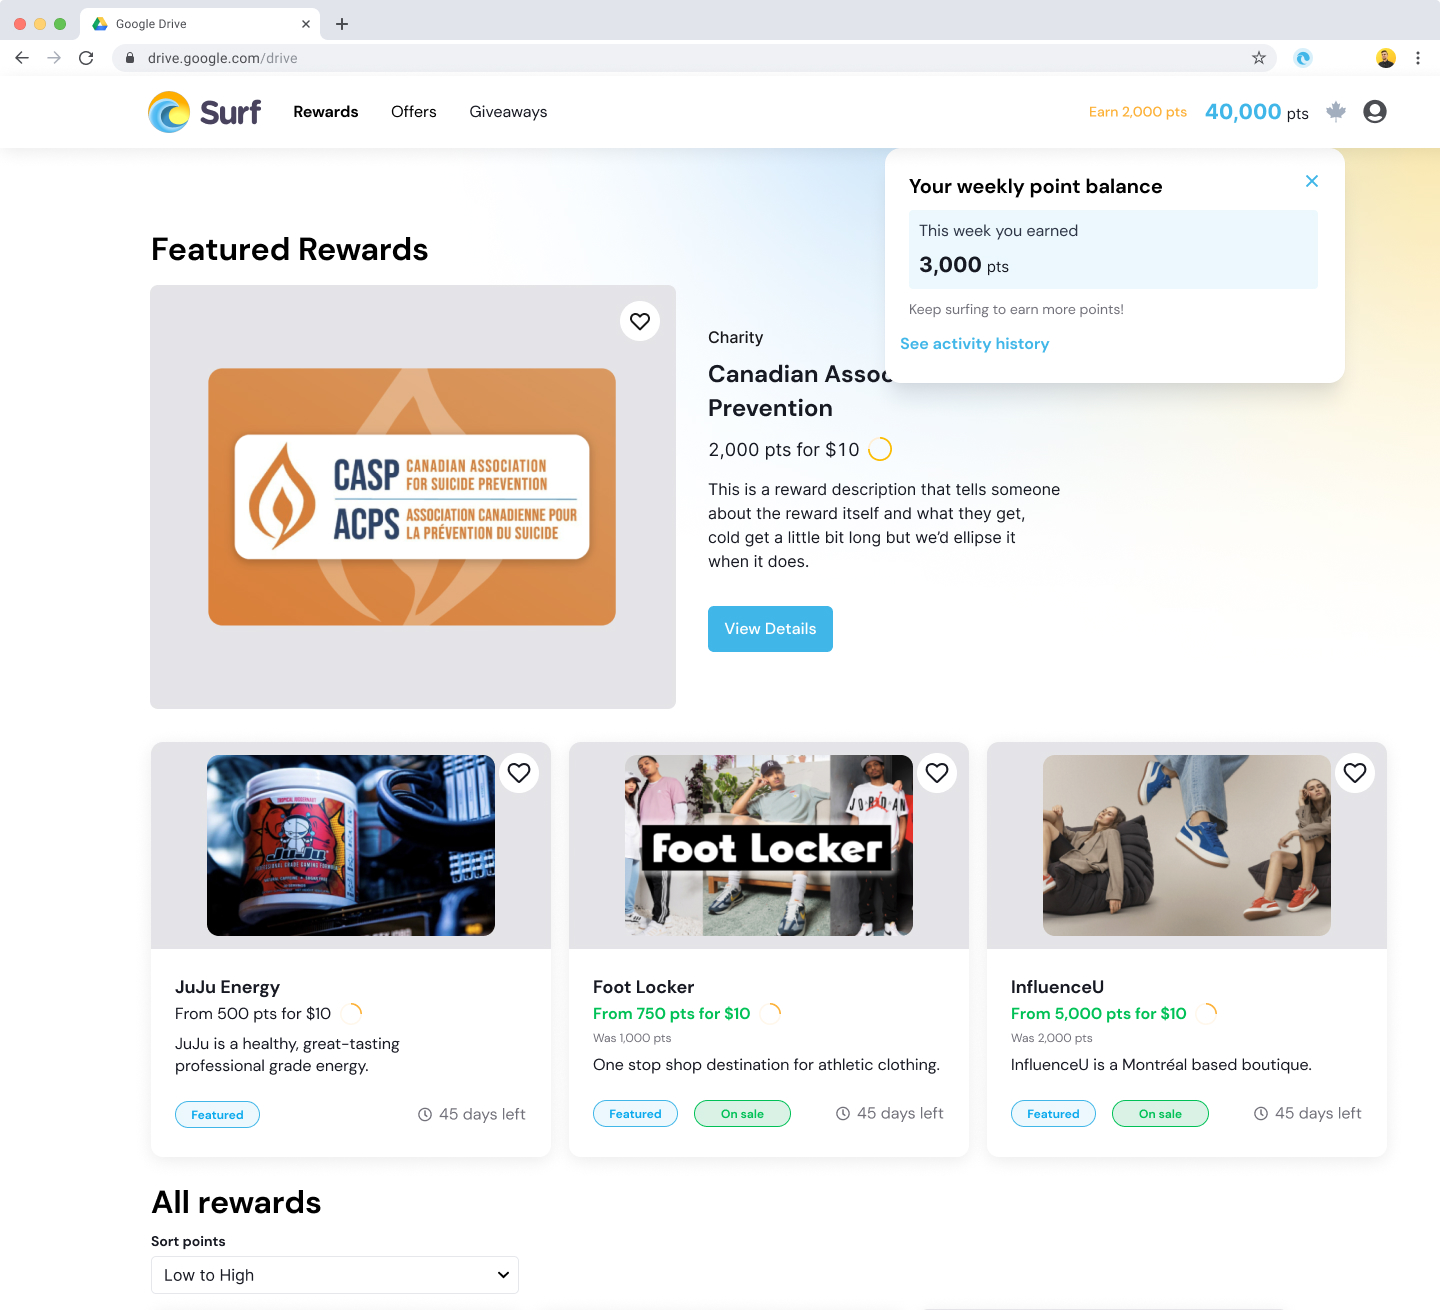 Google Drive
drive.google.com/drive
Surf
Rewards
Offers
Giveaways
Earn 2,000 pts
40,000 pts
Your weekly point balance
This week you earned
3,000 pts
Keep surfing to earn more points!
See activity history
Featured Rewards
CASP CANADIAN ASSOCIATION
FOR SUICIDE PREVENTION
ACPS ASSOCIATION CANADIENNE POUR
LA PRÉVENTION DU SUICIDE
Charity
Canadian Assoc
Prevention
2,000 pts for $10
This is a reward description that tells someone
about the reward itself and what they get,
cold get a little bit long but we'd ellipse it
when it does.
View Details
JuJu
JuJu Energy
From 500 pts for $10
JuJu is a healthy, great-tasting
professional grade energy.
Featured
45 days left
JORDAN
Foot Locker
Foot Locker
From 750 pts for $10
Was 1,000 pts
One stop shop destination for athletic clothing.
Featured
On sale
45 days left
InfluenceU
From 5,000 pts for $10
Was 2,000 pts
InfluenceU is a Montréal based boutique.
Featured
On sale
45 days left
All rewards
Sort points
Low to High